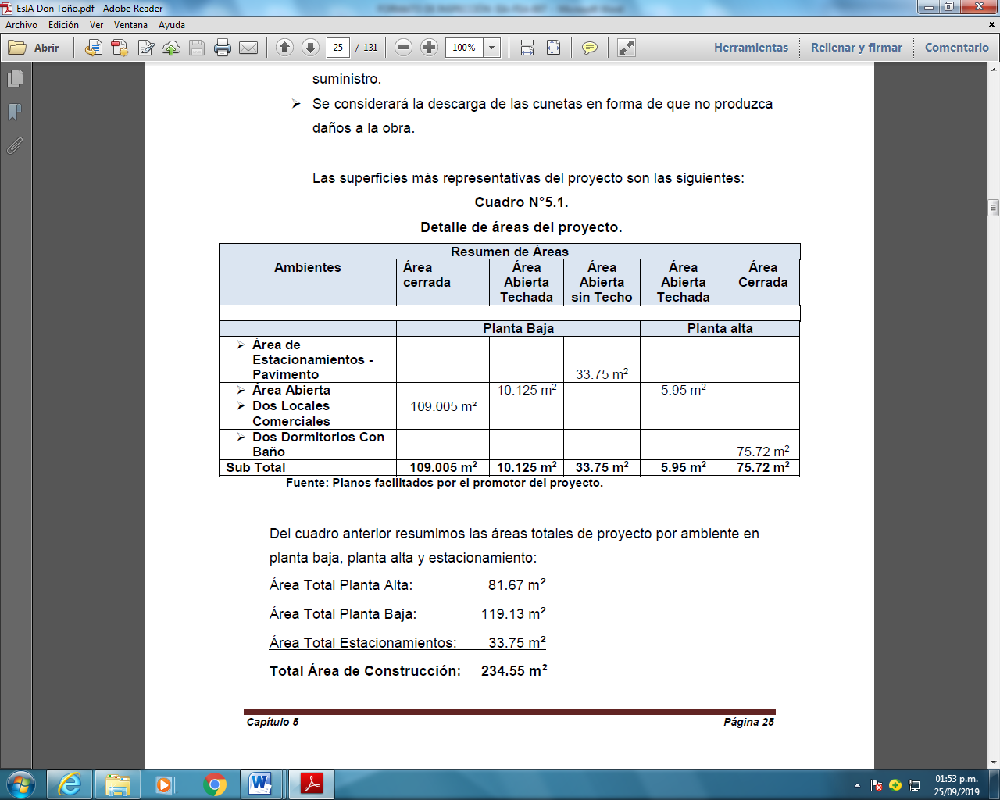 EsIA Don Toño.pdf - Adobe Reader
Archivo Edición Ver Ventana Ayuda
Abrir 25 / 131 100% Herramientas Rellenar y firmar Comentario
suministro.
➢ Se considerará la descarga de las cunetas en forma de que no produzca
daños a la obra.
Las superficies más representativas del proyecto son las siguientes:
Cuadro N°5.1.
Detalle de áreas del proyecto.
Resumen de Áreas
Ambientes Área cerrada Área Abierta Techada Área Abierta sin Techo Área Abierta Techada Área Cerrada
Planta Baja Planta alta
➢ Área de
Estacionamientos -
Pavimento 33.75 m²
➢ Área Abierta 10.125 m² 5.95 m²
➢ Dos Locales 109.005 m²
Comerciales
➢ Dos Dormitorios Con
Baño 75.72 m²
Sub Total 109.005 m² 10.125 m² 33.75 m² 5.95 m² 75.72 m²
Fuente: Planos facilitados por el promotor del proyecto.
Del cuadro anterior resumimos las áreas totales de proyecto por ambiente en
planta baja, planta alta y estacionamiento:
Área Total Planta Alta: 81.67 m²
Área Total Planta Baja: 119.13 m²
Área Total Estacionamientos: 33.75 m²
Total Área de Construcción: 234.55 m²
Capítulo 5 Página 25
01:53 p.m.
25/09/2019